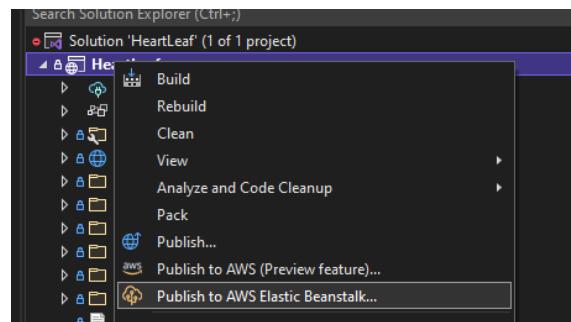 Search Solution Explorer (Ctrl+;)
Solution 'HeartLeaf' (1 of 1 project)
Build
Rebuild
Clean
View
Analyze and Code Cleanup
Pack
Publish...
aws
Publish to AWS (Preview feature)...
Publish to AWS Elastic Beanstalk...